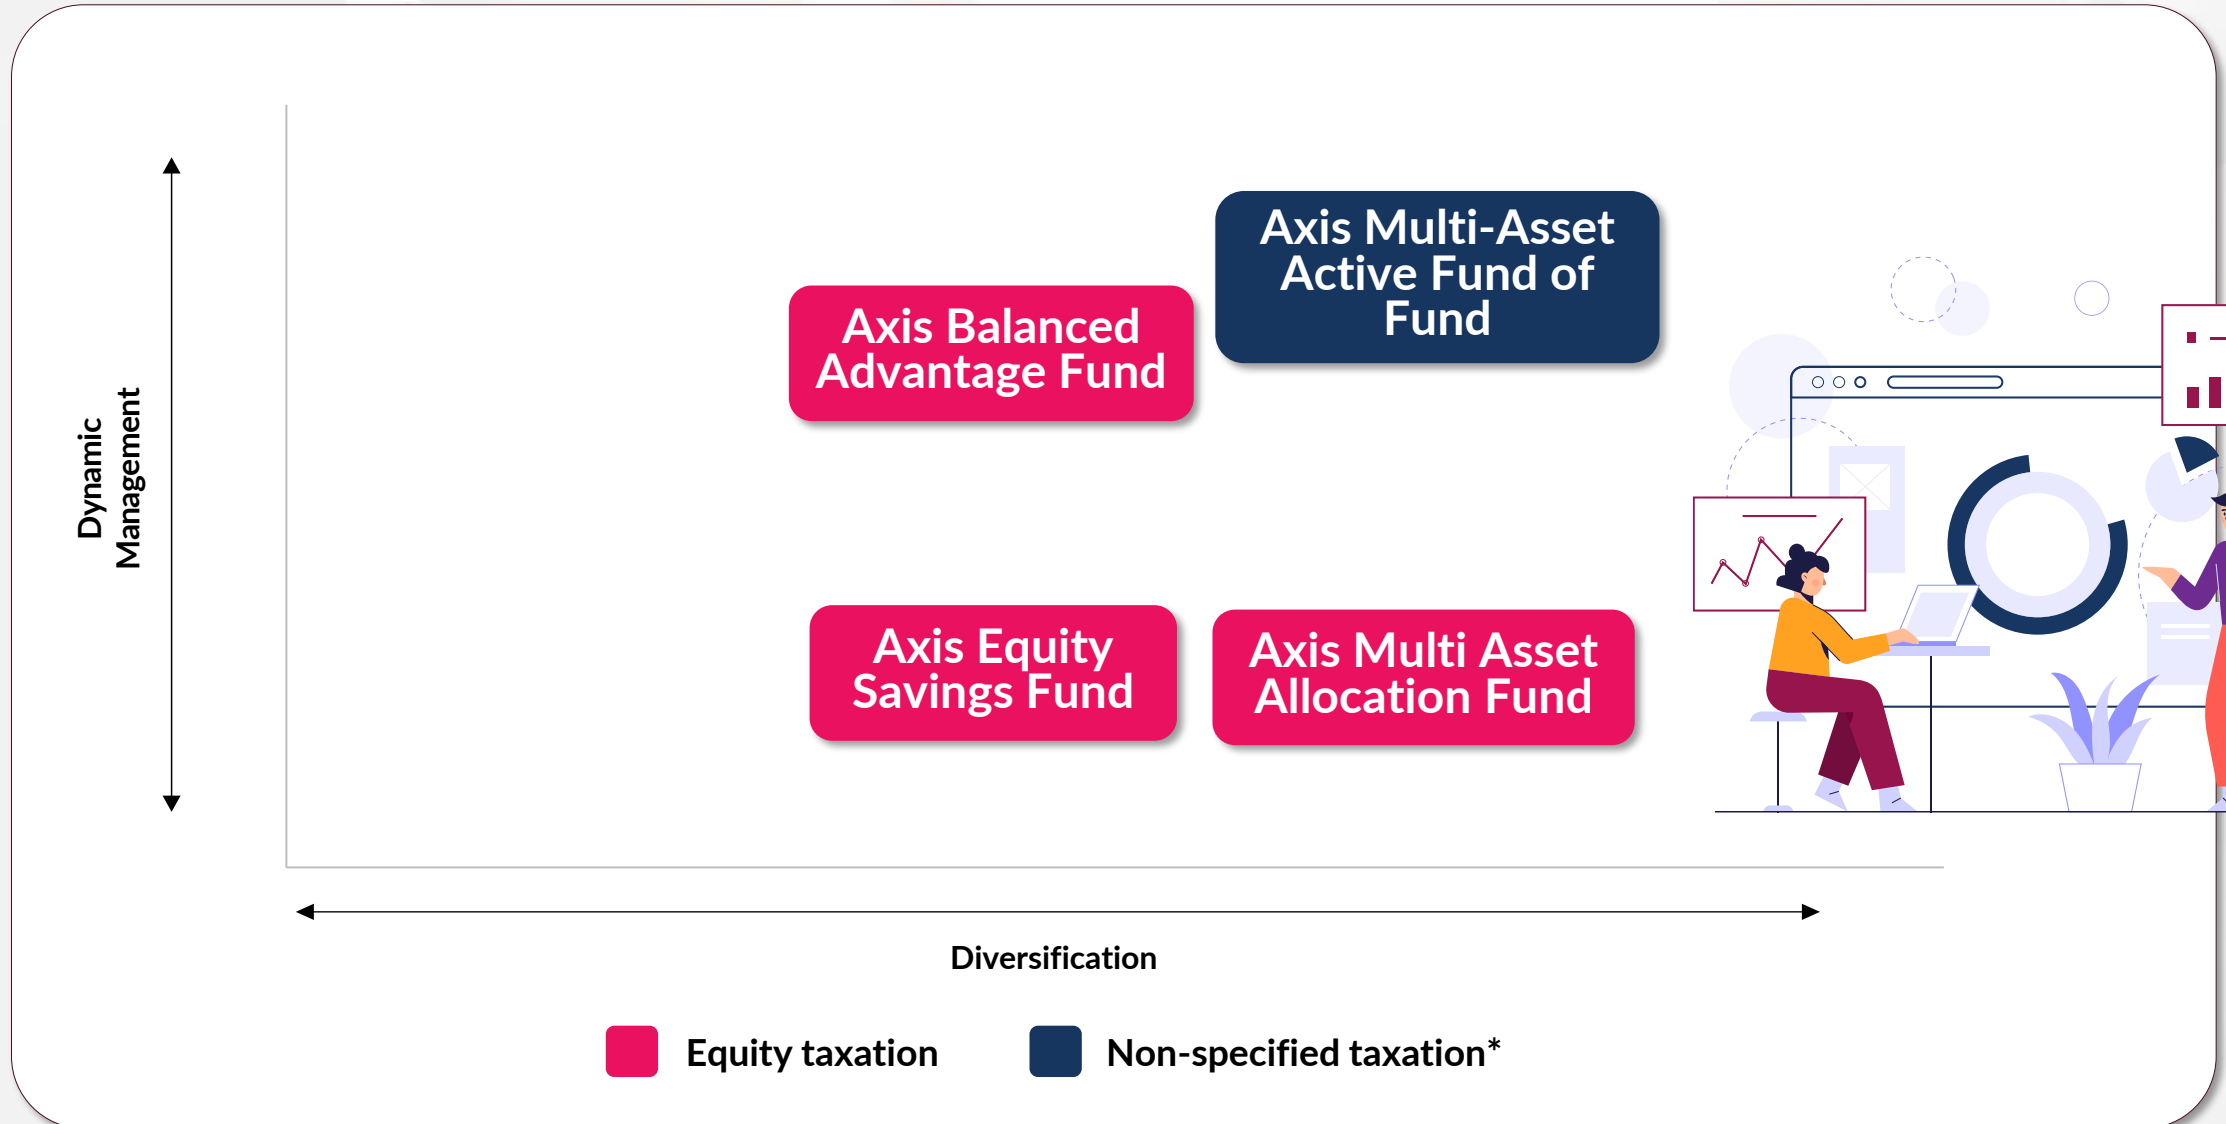 Axis Multi-Asset
Active Fund of
Fund
Axis Balanced
Advantage Fund
Dynamic
Management
Axis Equity
Savings Fund
Axis Multi Asset
Allocation Fund
Diversification
Equity taxation
Non-specified taxation*